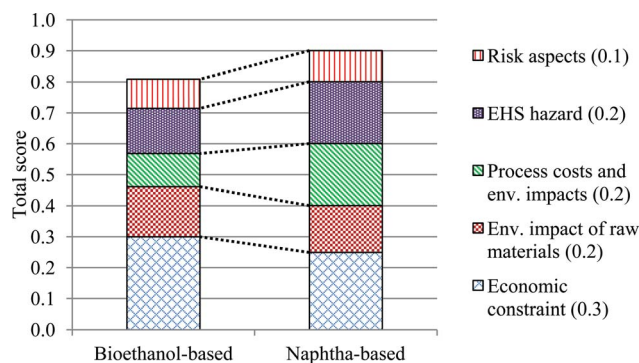 1.0
0.9
0.8
0.7
0.6
0.5
0.4
0.3
0.2
0.1
0.0
Total score
Bioethanol-based
Naphtha-based
Risk aspects (0.1)
EHS hazard (0.2)
Process costs and
env. impacts (0.2)
Env. impact of raw
materials (0.2)
Economic
constraint (0.3)